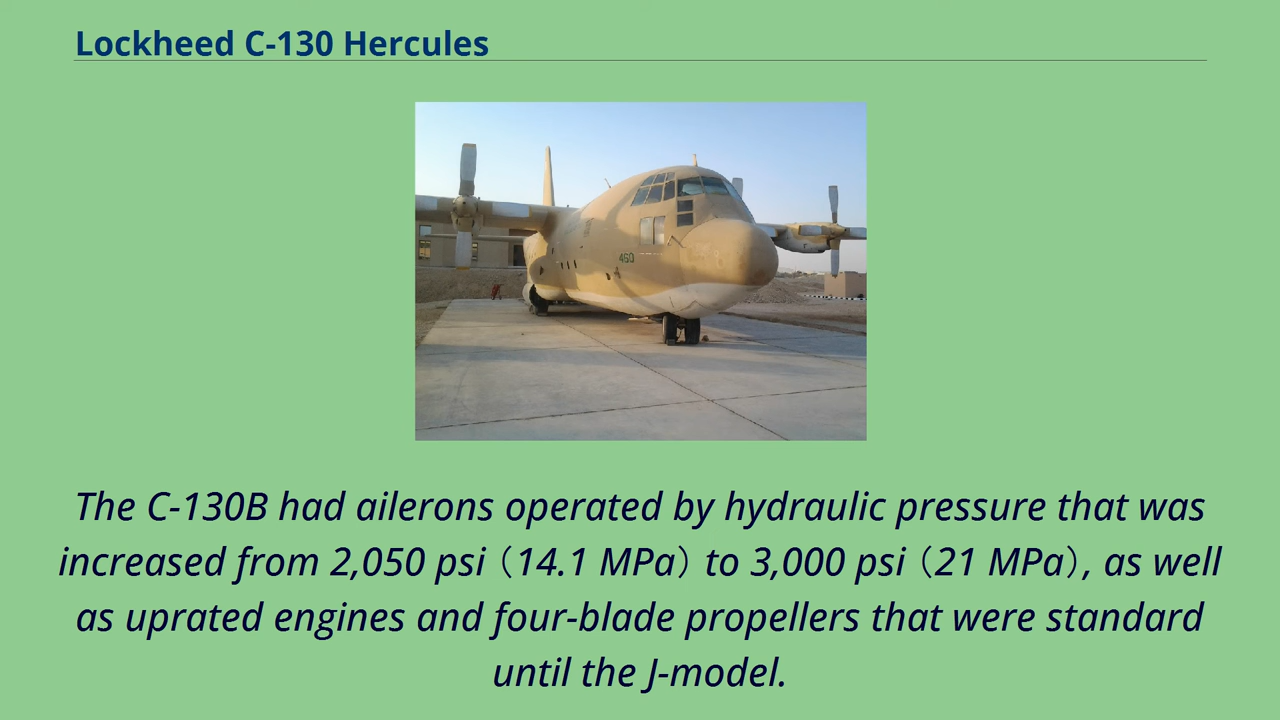 Lockheed C-130 Hercules
460
The C-130B had ailerons operated by hydraulic pressure that was
increased from 2,050 psi（14.1 MPa）to 3,000 psi（21 MPa）, as well
as uprated engines and four-blade propellers that were standard
until the J-model.